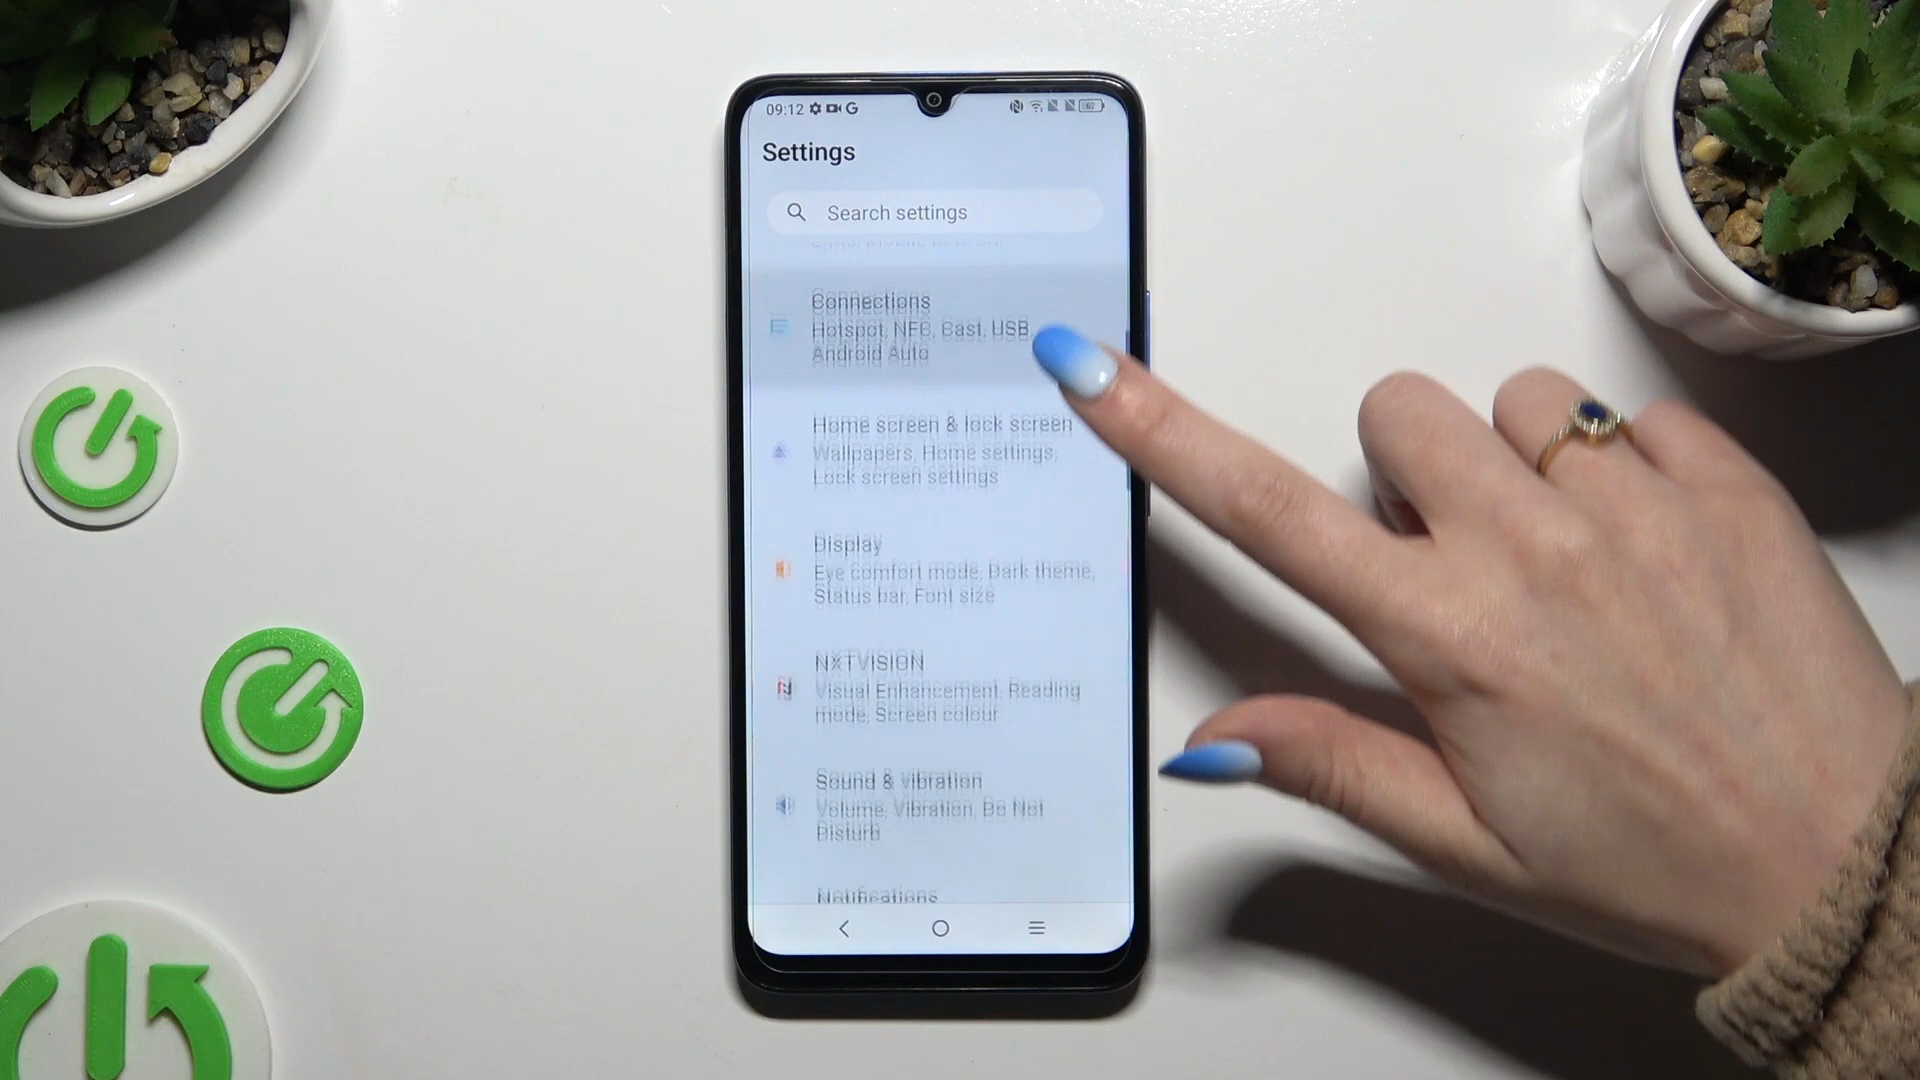 09:12
62
Settings
Search settings
Connections
Hotspot, NFC, Cast, USB,
Android Auto
Home screen & lock screen
Wallpapers, Home settings,
Lock screen settings
Display
Eye comfort mode, Dark theme,
Status bar, Font size
NXTVISION
Visual Enhancement, Reading
mode, Screen colour
Sound & vibration
Volume, Vibration, Do Not
Disturb
Notifications